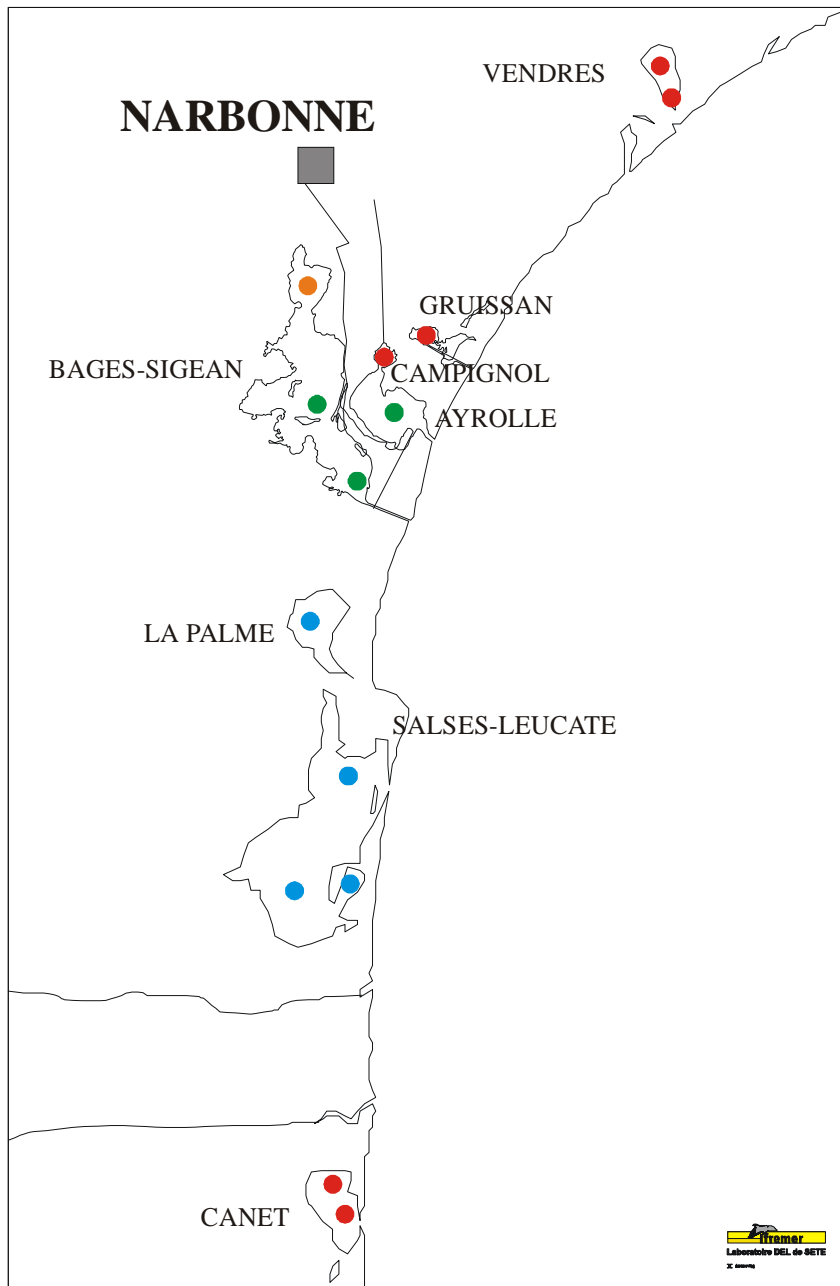 VENDRES
NARBONNE
GRUISSAN
BAGES-SIGEAN
CAMPIGNOL
AYROLLE
LA PALME
SALSES-LEUCATE
CANET
Ifremer
Laboratoire DEL de SETE